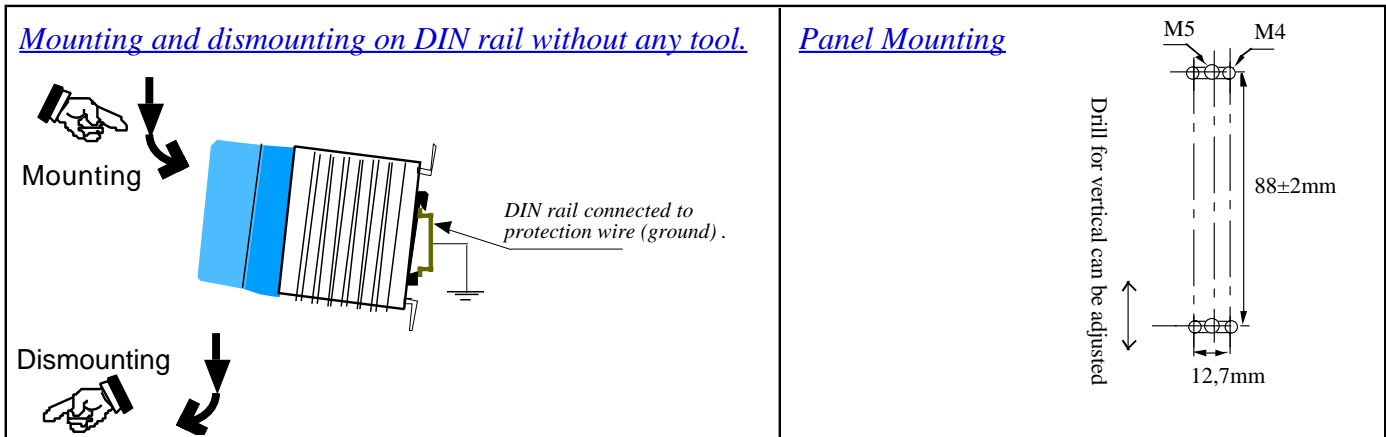 Mounting and dismounting on DIN rail without any tool.
Mounting
DIN rail connected to
protection wire (ground) .
Dismounting
Panel Mounting
M5
M4
Drill for vertical can be adjusted
88±2mm
12,7mm